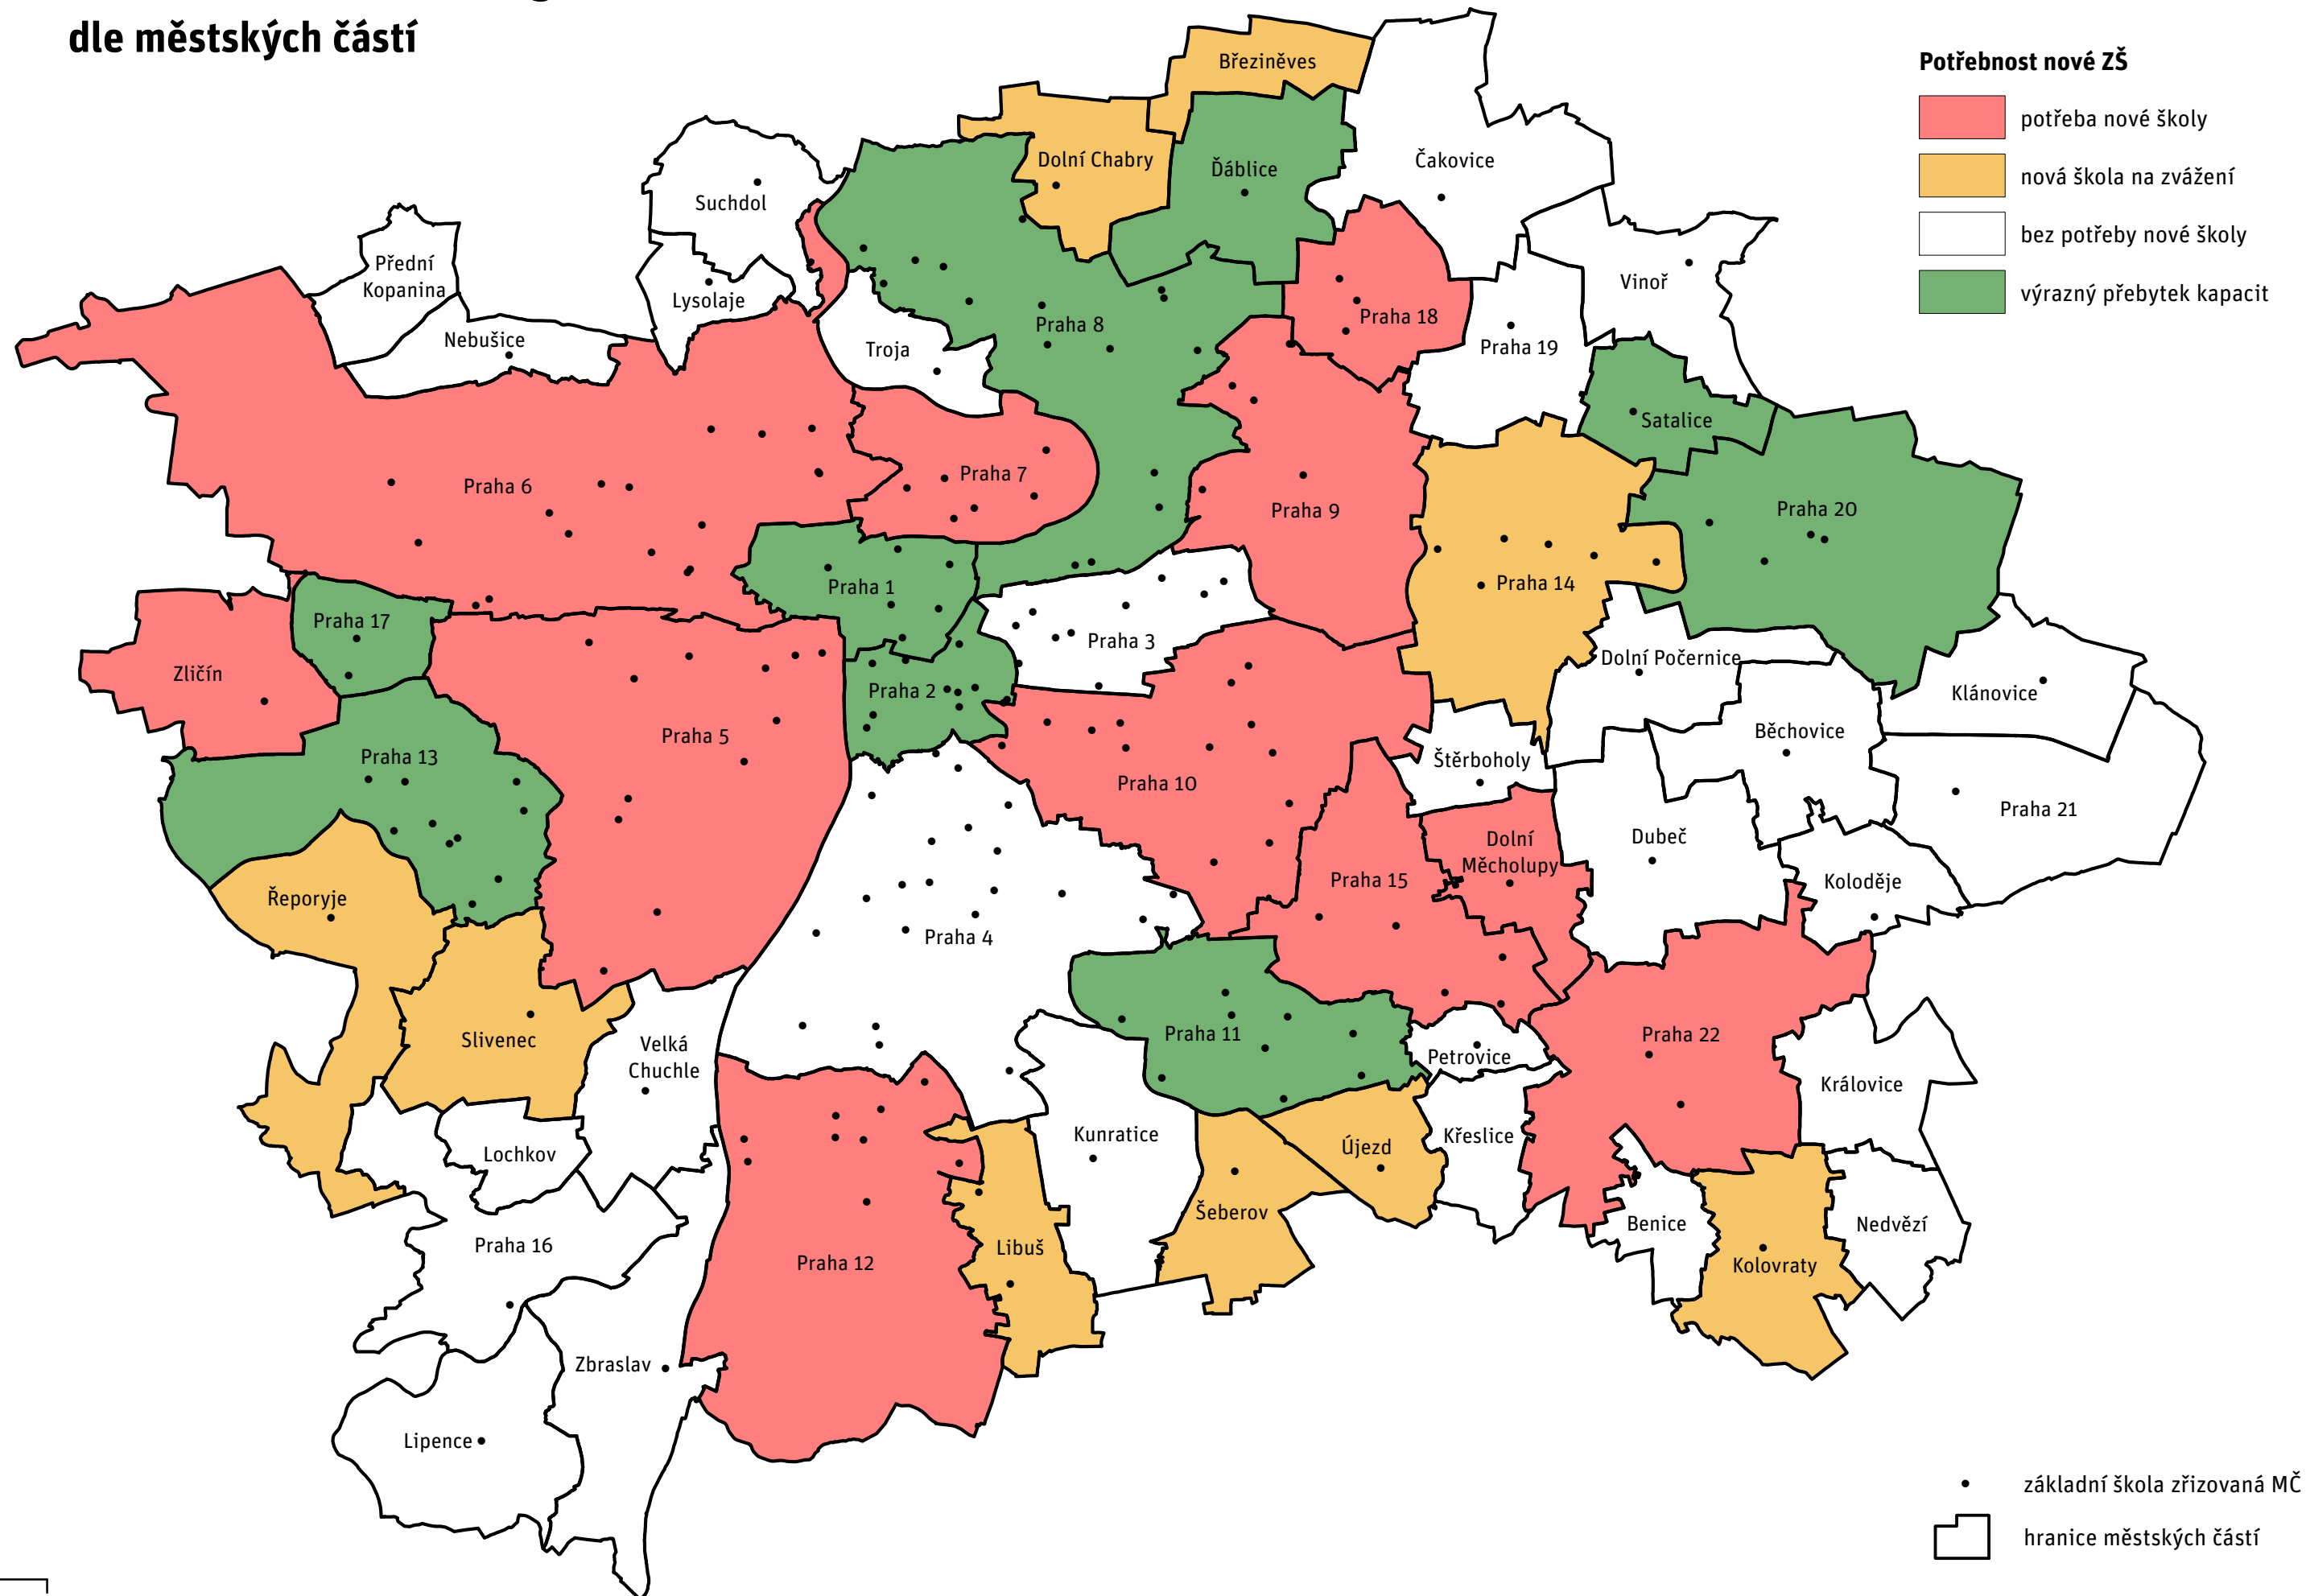 dle městských částí
Potřebnost nové ZŠ
potřeba nové školy
nová škola na zvážení
bez potřeby nové školy
výrazný přebytek kapacit
Březiněves
Dolní Chabry
Ďáblice
Čakovice
Suchdol
Přední
Kopanina
Lysolaje
Nebušice
Troja
Praha 8
Praha 18
Praha 19
Vinoř
Satalice
Praha 6
Praha 7
Praha 9
Praha 20
Praha 14
Praha 1
Praha 17
Praha 3
Zličín
Praha 2
Dolní Počernice
Klánovice
Praha 5
Praha 13
Běchovice
Štěrboholy
Praha 10
Praha 21
Dubeč
Dolní
Měcholupy
Praha 15
Koloděje
Řeporyje
Praha 4
Slivenec
Velká
Chuchle
Praha 11
Petrovice
Praha 22
Královice
Lochkov
Kunratice
Újezd
Křeslice
Šeberov
Benice
Nedvězí
Praha 16
Libuš
Praha 12
Kolovraty
Zbraslav
Lipence
základní škola zřizovaná MČ
hranice městských částí